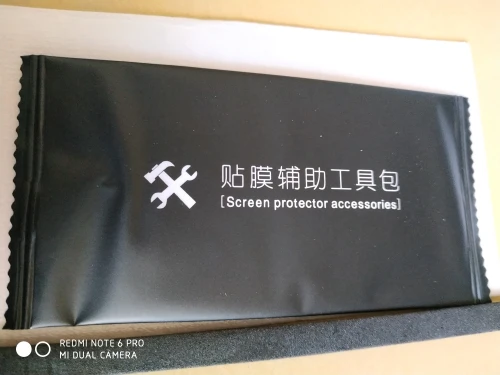 贴膜辅助工具包
[Screen protector accessories]
REDMI NOTE 6 PRO
MI DUAL CAMERA